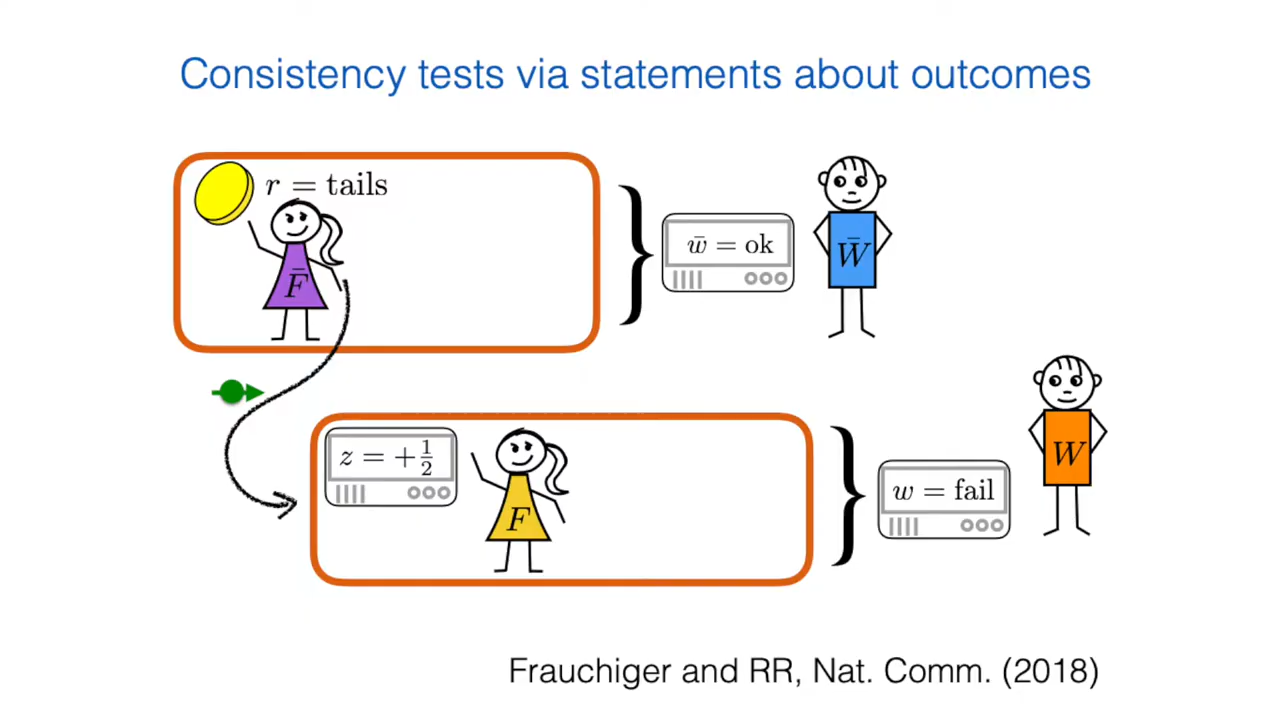 Consistency tests via statements about outcomes
r = tails
F̄
w̄ = ok
W̄
z = +1/2
F
w = fail
W
Frauchiger and RR, Nat. Comm. (2018)